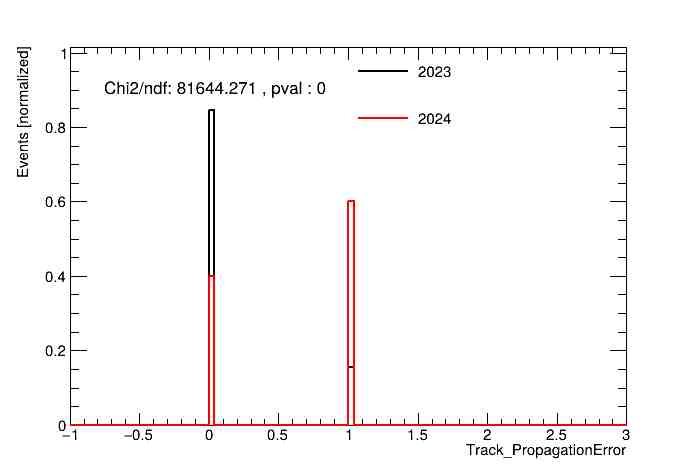 Events [normalized]
1
0.8
0.6
0.4
0.2
0
Chi2/ndf: 81644.271 , pval : 0
2023
2024
−1 −0.5 0 0.5 1 1.5 2 2.5 3
Track_PropagationError